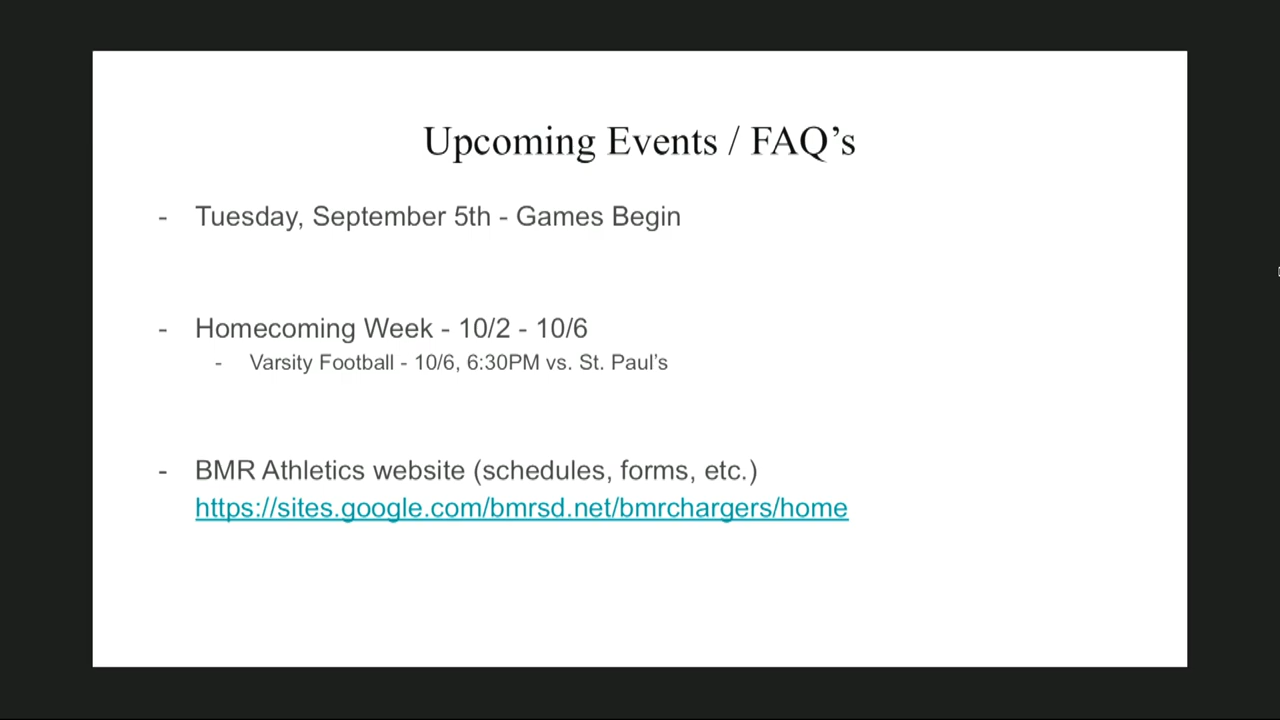 Upcoming Events / FAQ’s
- Tuesday, September 5th - Games Begin
- Homecoming Week - 10/2 - 10/6
- Varsity Football - 10/6, 6:30PM vs. St. Paul’s
- BMR Athletics website (schedules, forms, etc.)
https://sites.google.com/bmrsd.net/bmrchargers/home